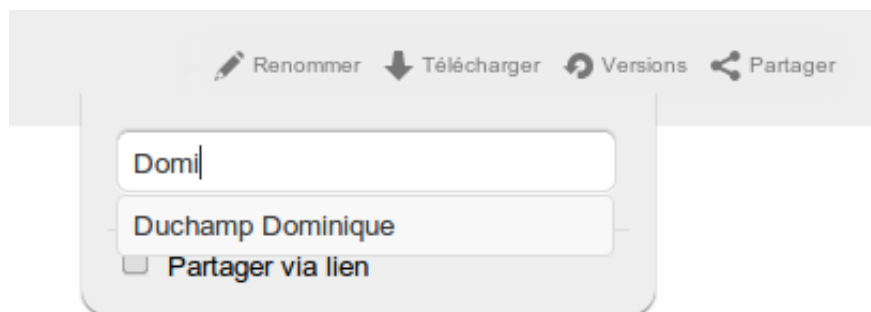 Renommer Télécharger Versions Partager
Domi
Duchamp Dominique
Partager via lien